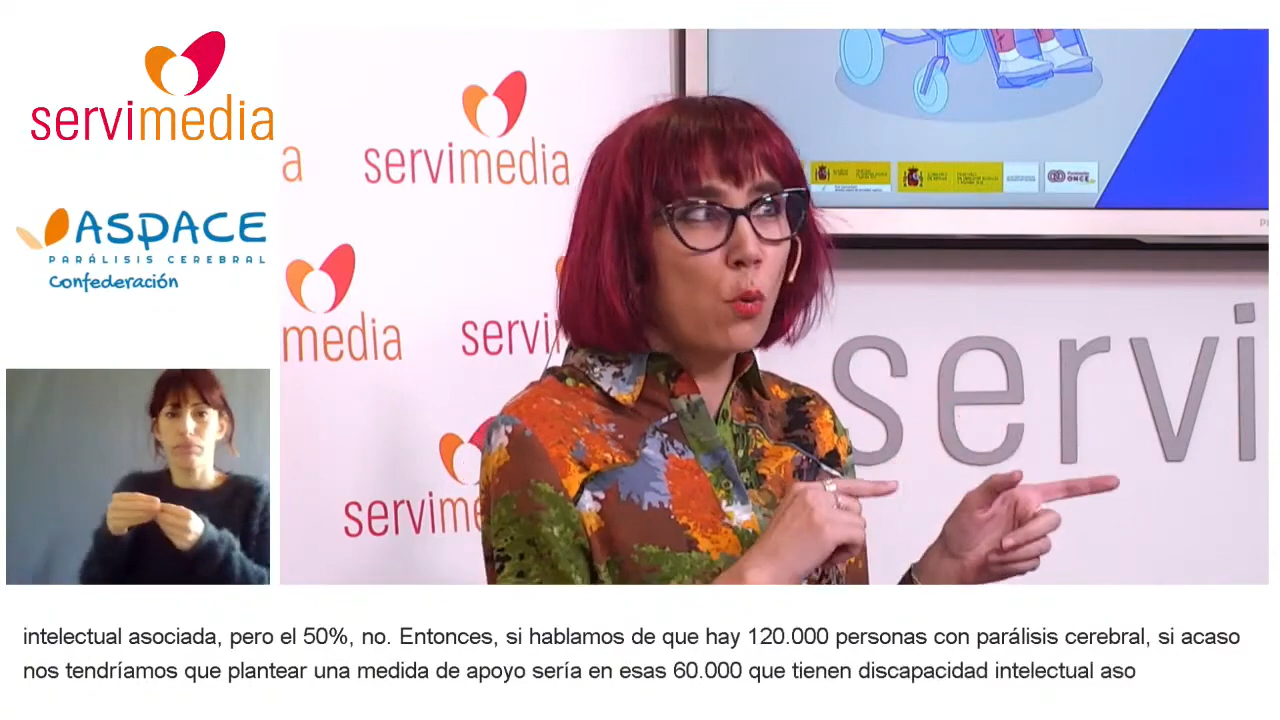 servimedia
ASPACE
PARÁLISIS CEREBRAL
Confederación
a
servimedia
media
servi
servime
ONCE
servi
intelectual asociada, pero el 50%, no. Entonces, si hablamos de que hay 120.000 personas con parálisis cerebral, si acaso
nos tendríamos que plantear una medida de apoyo sería en esas 60.000 que tienen discapacidad intelectual aso